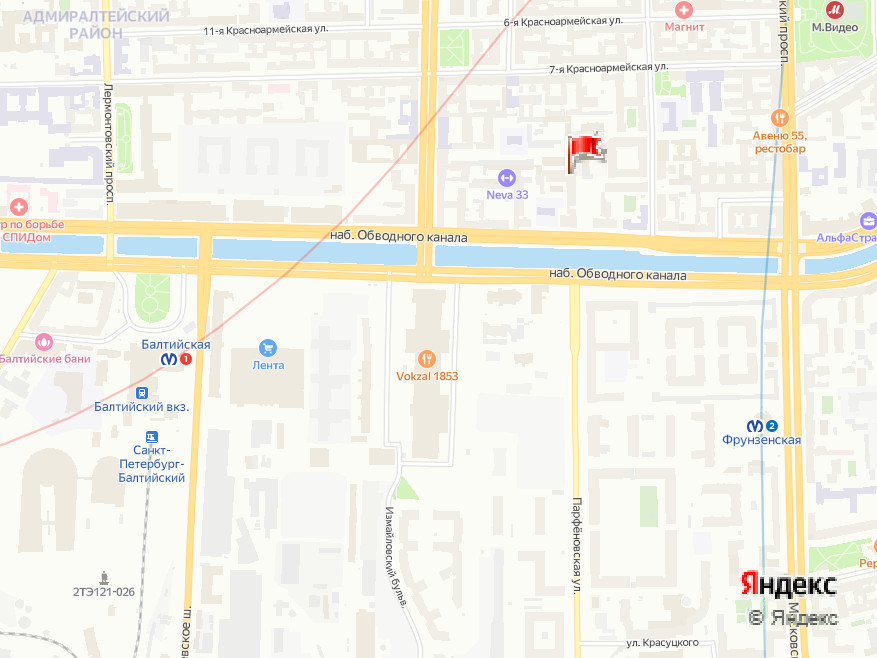 АДМИРАЛТЕЙСКИЙ
РАЙОН
11-я Красноармейская ул.
6-я Красноармейская ул.
Магнит
М.Видео
7-я Красноармейская ул.
Лермонтовский просп.
Авеню 55,
рестобар
Neva 33
по борьбе
СПИДом
наб. Обводного канала
АльфаСтра
наб. Обводного канала
Балтийская
1
Балтийские бани
Лента
Vokzal 1853
Балтийский вкз.
2
Фрунзенская
Санкт-
Петербург-
Балтийский
Измайловский бульв.
Парфёновская ул.
2ТЭ121-026
Яндекс
© Яндекс
ул. Красуцкого